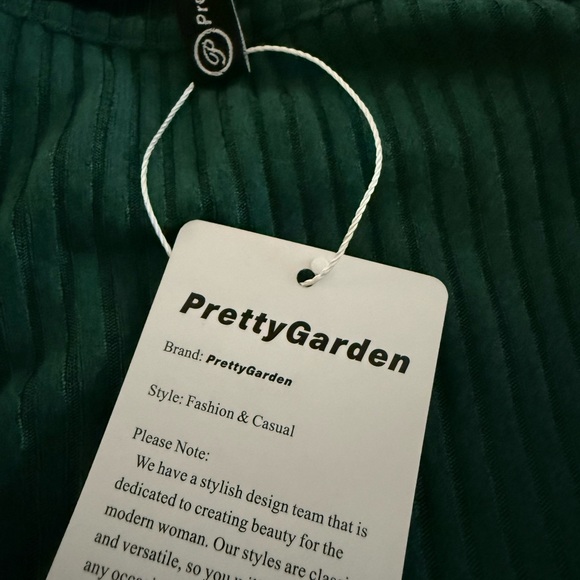 PrettyGarden
Brand: PrettyGarden
Style: Fashion & Casual
Please Note:
We have a stylish design team that is
dedicated to creating beauty for the
modern woman. Our styles are
and versatile, so you
any